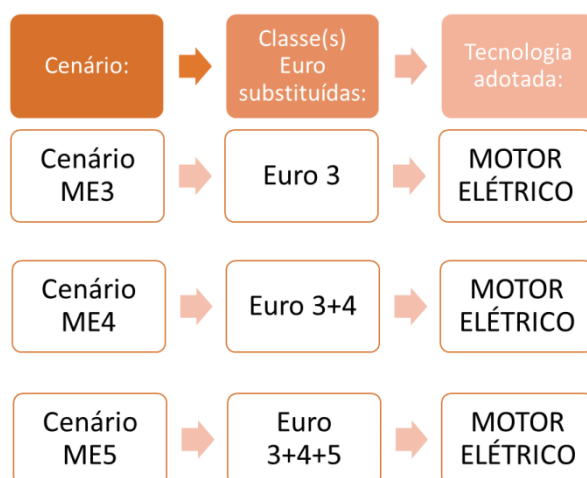 Cenário:
Classe(s)
Euro
substituídas:
Tecnologia
adotada:
Cenário
ME3
Euro 3
MOTOR
ELÉTRICO
Cenário
ME4
Euro 3+4
MOTOR
ELÉTRICO
Cenário
ME5
Euro
3+4+5
MOTOR
ELÉTRICO